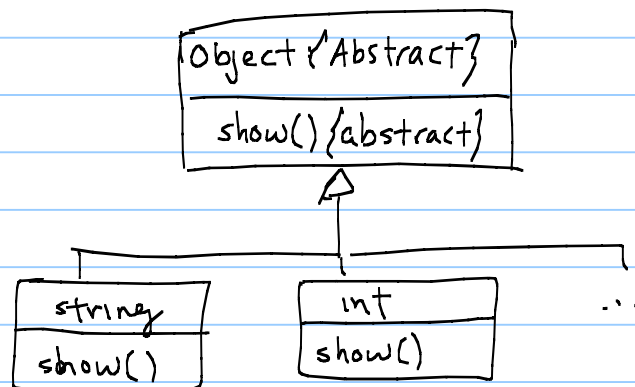 Object {Abstract}
show() {abstract}
string
show()
int
show()
...